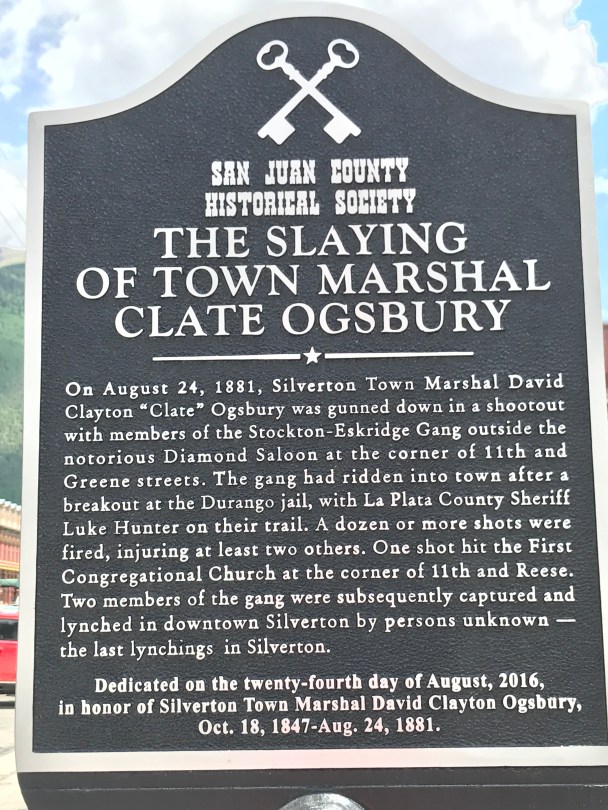 SAN JUAN COUNTY
HISTORICAL SOCIETY
THE SLAYING
OF TOWN MARSHAL
CLATE OGSBURY
On August 24, 1881, Silverton Town Marshal David
Clayton “Clate” Ogsbury was gunned down in a shootout
with members of the Stockton-Eskridge Gang outside the
notorious Diamond Saloon at the corner of 11th and
Greene streets. The gang had ridden into town after a
breakout at the Durango jail, with La Plata County Sheriff
Luke Hunter on their trail. A dozen or more shots were
fired, injuring at least two others. One shot hit the First
Congregational Church at the corner of 11th and Reese.
Two members of the gang were subsequently captured and
lynched in downtown Silverton by persons unknown —
the last lynchings in Silverton.
Dedicated on the twenty-fourth day of August, 2016,
in honor of Silverton Town Marshal David Clayton Ogsbury,
Oct. 18, 1847-Aug. 24, 1881.